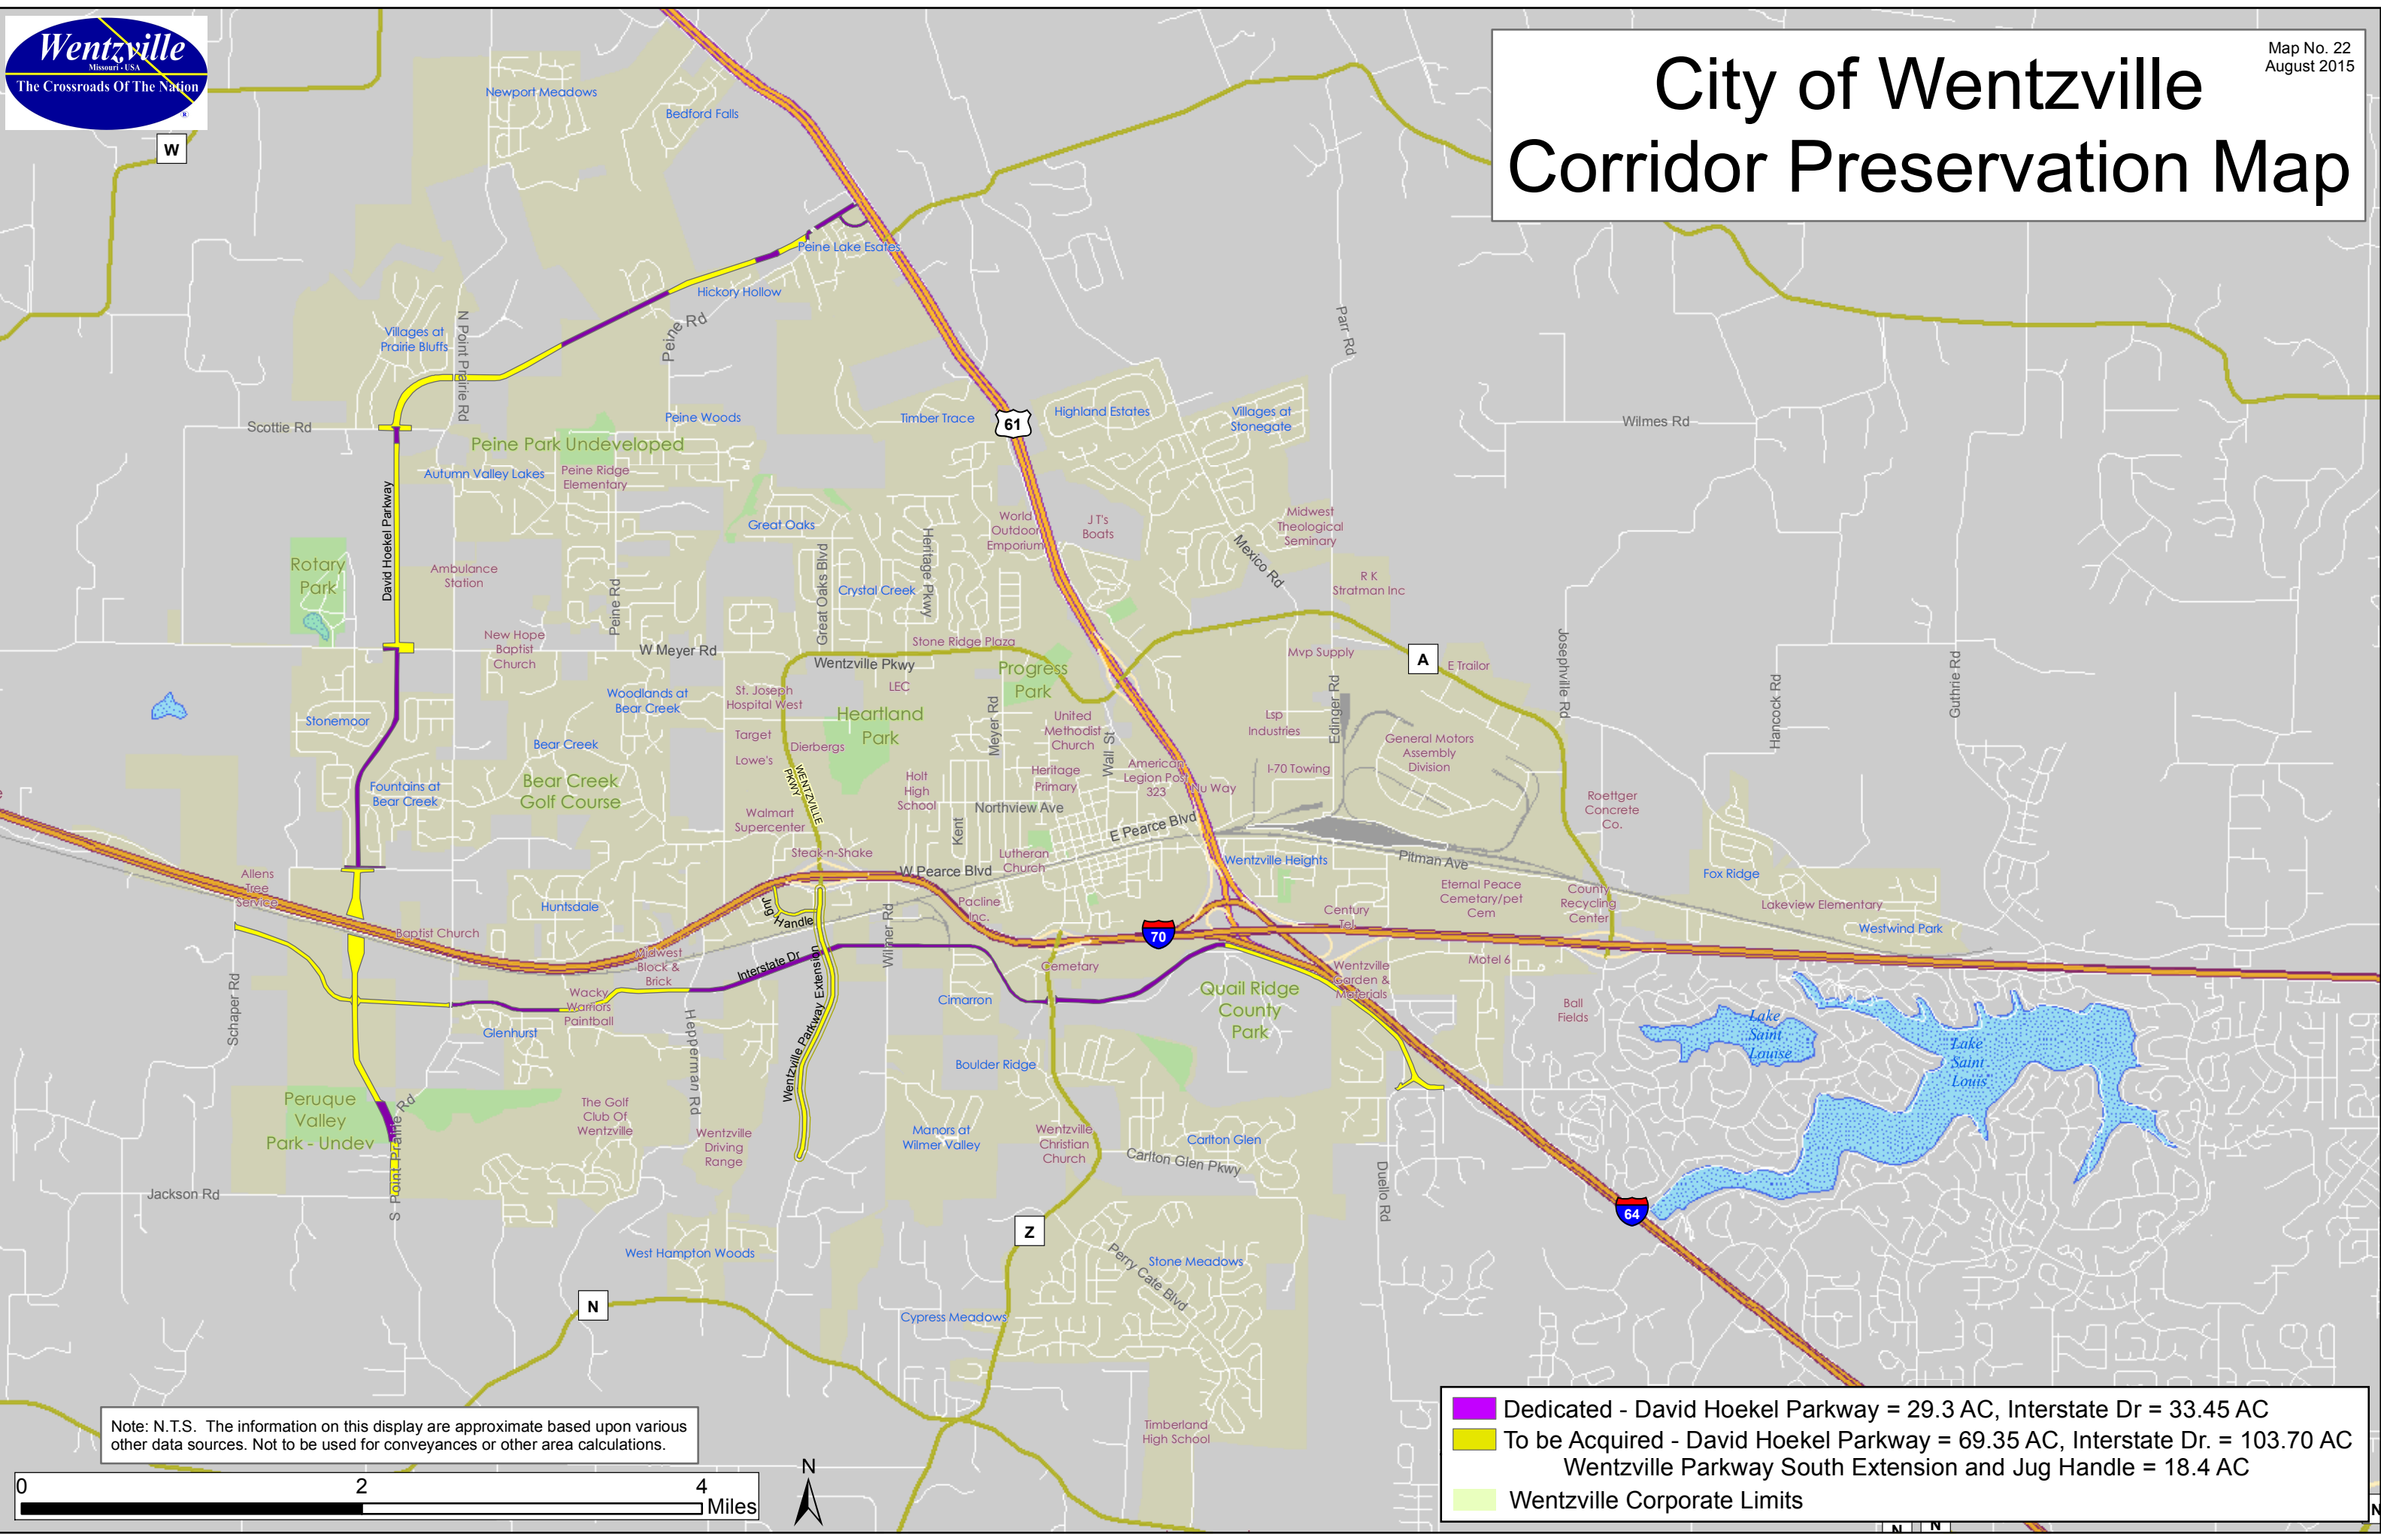 Wentzville
Missouri - USA
The Crossroads Of The Nation
®
City of Wentzville
Corridor Preservation Map
Map No. 22
August 2015
W
Newport Meadows
Bedford Falls
Peine Lake Esates
Hickory Hollow
Peine Rd
Villages at
Prairie Bluffs
N Point Prairie Rd
Parr Rd
Scottie Rd
Peine Woods
Timber Trace
61
Highland Estates
Villages at
Stonegate
Wilmes Rd
Peine Park Undeveloped
Autumn Valley Lakes
Peine Ridge
Elementary
David Hoekel Parkway
Great Oaks
World
Outdoor
Emporium
J T's
Boats
Midwest
Theological
Seminary
Mexico Rd
Rotary
Park
Ambulance
Station
Peine Rd
Great Oaks Blvd
Crystal Creek
Heritage Pkwy
R K
Stratman Inc
New Hope
Baptist
Church
W Meyer Rd
Wentzville Pkwy
Stone Ridge Plaza
Progress
Park
Mvp Supply
A
E Trailor
Josephville Rd
Hancock Rd
Guthrie Rd
Stonemoor
Woodlands at
Bear Creek
St. Joseph
Hospital West
LEC
Heartland
Park
Meyer Rd
United
Methodist
Church
Wall St
Lsp
Industries
Edinger Rd
General Motors
Assembly
Division
Target
Dierbergs
Lowe's
Bear Creek
Bear Creek
Golf Course
Fountains at
Bear Creek
WENTZVILLE
PKWY
Holt
High
School
Heritage
Primary
American
Legion Post
323
Nu Way
I-70 Towing
Northview Ave
Kent
Walmart
Supercenter
E Pearce Blvd
Roettger
Concrete
Co.
Steak-n-Shake
W Pearce Blvd
Lutheran
Church
Wentzville Heights
Pitman Ave
Fox Ridge
Allens
Tree
Service
Huntsdale
Jug Handle
Wilmer Rd
Pacline
Inc.
Century
Tel
Eternal Peace
Cemetary/pet
Cem
County
Recycling
Center
Lakeview Elementary
Westwind Park
Baptist Church
70
Midwest
Block &
Brick
Interstate Dr
Cemetary
Motel 6
Wentzville
Garden &
Materials
Schaper Rd
Wacky
Warriors
Paintball
Glenhurst
Hepperman Rd
Wentzville Parkway Extension
Cimarron
Quail Ridge
County
Park
Ball
Fields
Lake
Saint
Louise
Lake
Saint
Louis
Boulder Ridge
Peruque
Valley
Park - Undev
S Point Prairie Rd
The Golf
Club Of
Wentzville
Wentzville
Driving
Range
Manors at
Wilmer Valley
Wentzville
Christian
Church
Carlton Glen
Carlton Glen Pkwy
Duello Rd
Jackson Rd
64
Z
West Hampton Woods
Perry Cate Blvd
Stone Meadows
N
Cypress Meadows
Timberland
High School
Note: N.T.S. The information on this display are approximate based upon various
other data sources. Not to be used for conveyances or other area calculations.
0 2 4
Miles
N
Dedicated - David Hoekel Parkway = 29.3 AC, Interstate Dr = 33.45 AC
To be Acquired - David Hoekel Parkway = 69.35 AC, Interstate Dr. = 103.70 AC
Wentzville Parkway South Extension and Jug Handle = 18.4 AC
Wentzville Corporate Limits
N
N
N